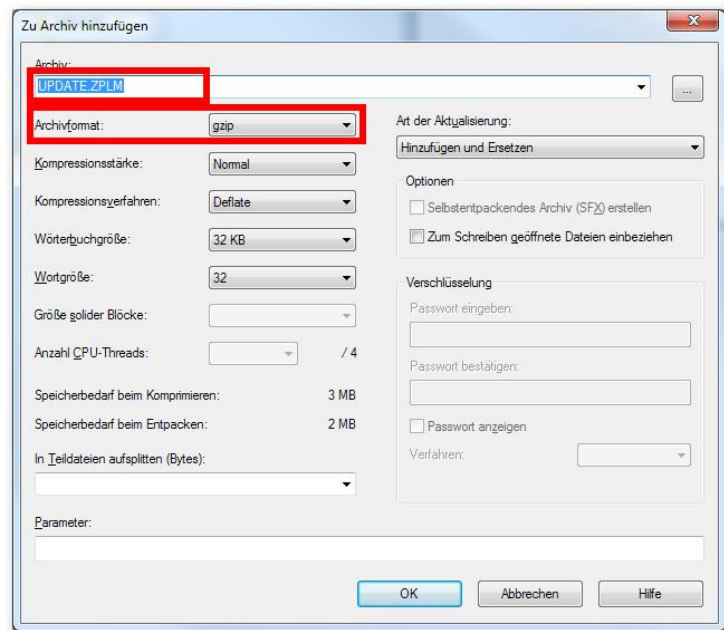 Zu Archiv hinzufügen
Archiv:
UPDATE.ZPLM
...
Archivformat: gzip
Kompressionsstärke: Normal
Kompressionsverfahren: Deflate
Wörterbuchgröße: 32 KB
Wortgröße: 32
Größe solider Blöcke:
Anzahl CPU-Threads: / 4
Speicherbedarf beim Komprimieren: 3 MB
Speicherbedarf beim Entpacken: 2 MB
In Teildateien aufsplitten (Bytes):
Art der Aktualisierung:
Hinzufügen und Ersetzen
Optionen
Selbstentpackendes Archiv (SFX) erstellen
Zum Schreiben geöffnete Dateien einbeziehen
Verschlüsselung
Passwort eingeben:
Passwort bestätigen:
Passwort anzeigen
Verfahren:
Parameter:
OK Abbrechen Hilfe